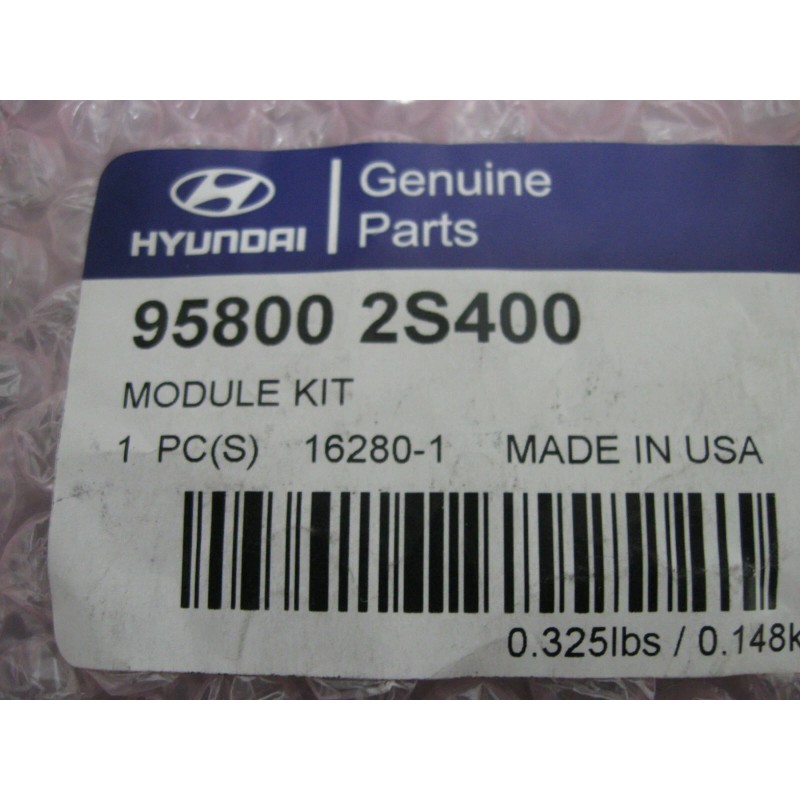 HYUNDAI
Genuine
Parts
95800 2S400
MODULE KIT
1 PC(S) 16280-1 MADE IN USA
0.325lbs / 0.148k